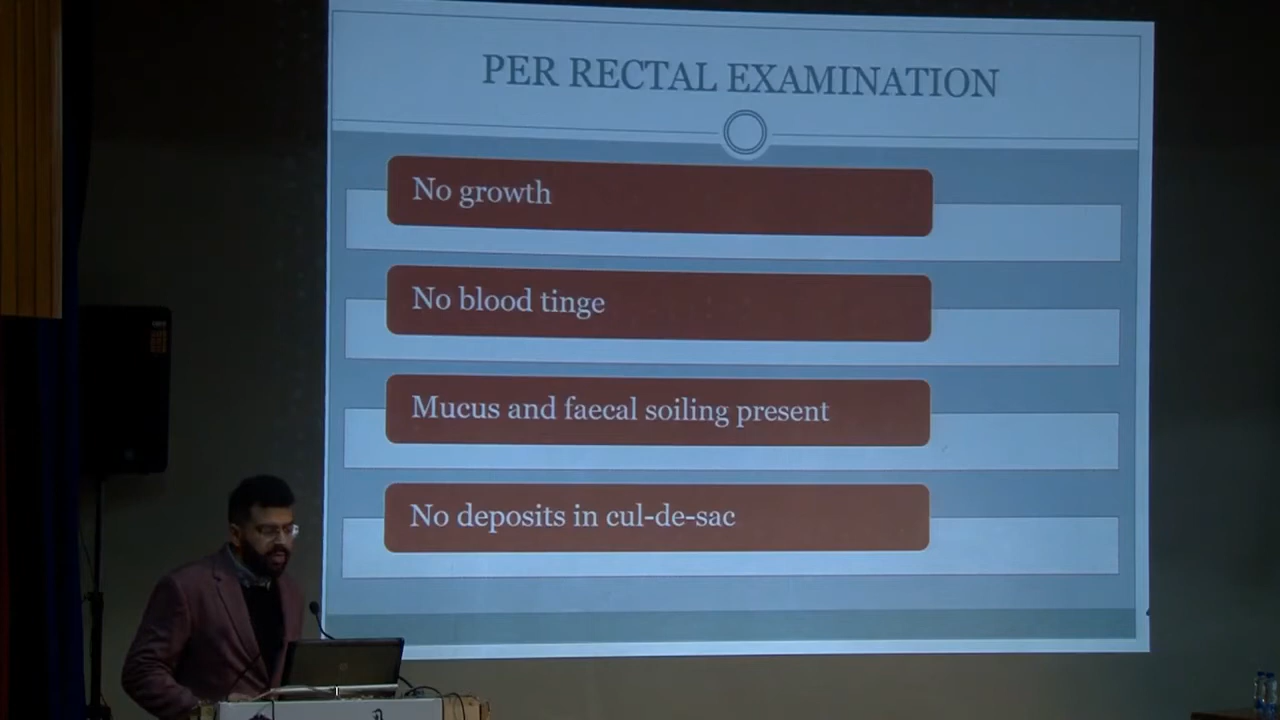 PER RECTAL EXAMINATION
No growth
No blood tinge
Mucus and faecal soiling present
No deposits in cul-de-sac